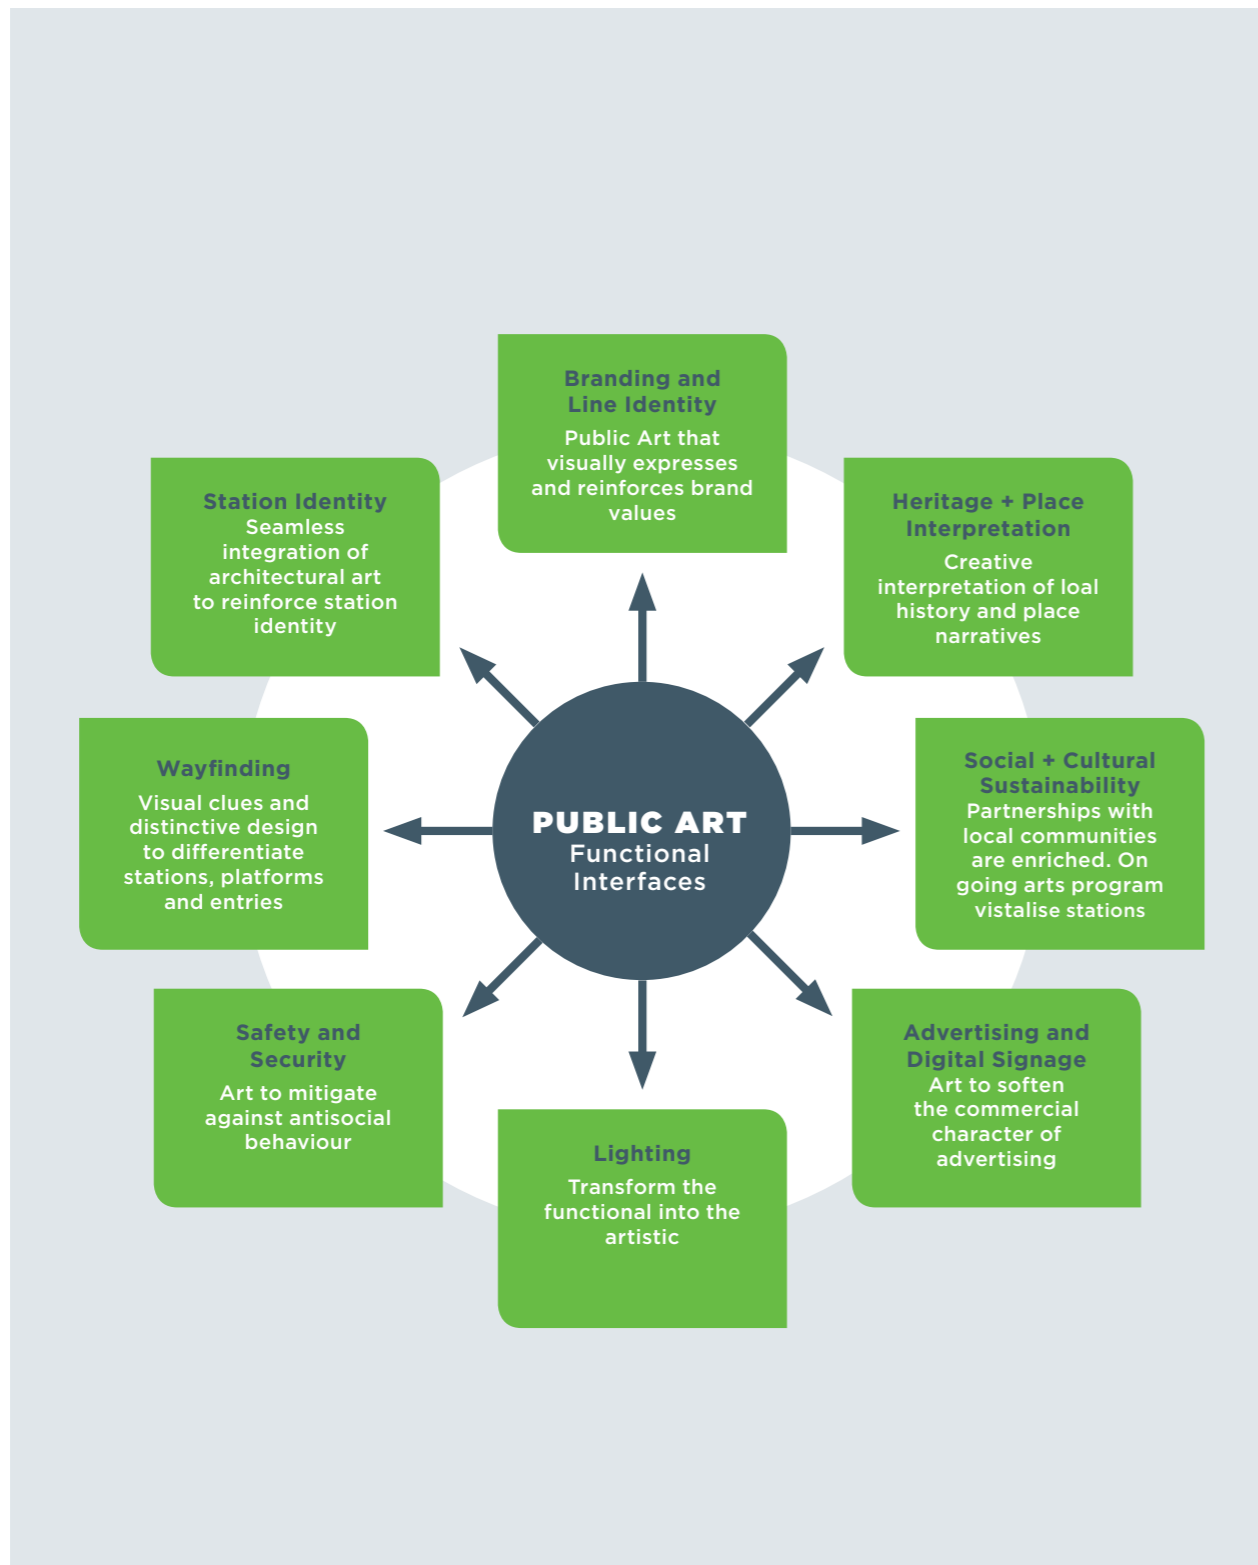 Branding and
Line Identity
Public Art that
visually expresses
and reinforces brand
values
Station Identity
Seamless
integration of
architectural art
to reinforce station
identity
Heritage + Place
Interpretation
Creative
interpretation of loal
history and place
narratives
Wayfinding
Visual clues and
distinctive design
to differentiate
stations, platforms
and entries
PUBLIC ART
Functional
Interfaces
Social + Cultural
Sustainability
Partnerships with
local communities
are enriched. On
going arts program
vistalise stations
Safety and
Security
Art to mitigate
against antisocial
behaviour
Lighting
Transform the
functional into the
artistic
Advertising and
Digital Signage
Art to soften
the commercial
character of
advertising